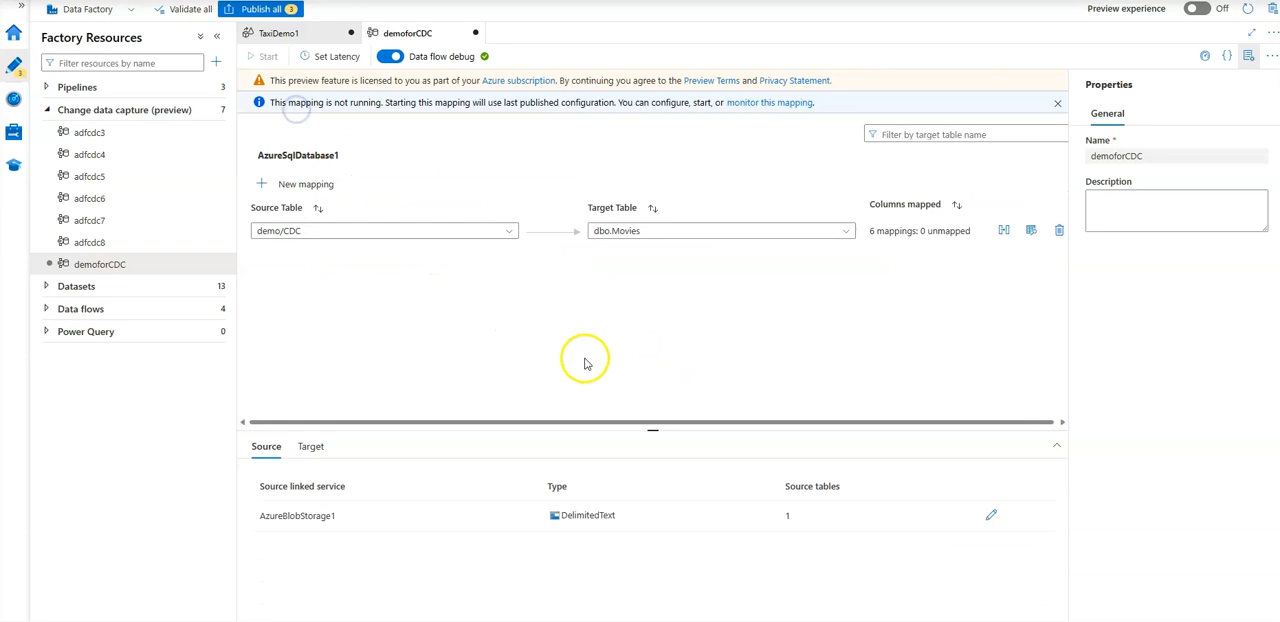 » Data Factory Validate all Publish all 3 Preview experience Off
Factory Resources
Filter resources by name
3
Pipelines 3
Change data capture (preview) 7
adfcdc3
adfcdc4
adfcdc5
adfcdc6
adfcdc7
adfcdc8
demoforCDC
Datasets 13
Data flows 4
Power Query 0
TaxiDemo1 demoforCDC
Start Set Latency Data flow debug
This preview feature is licensed to you as part of your Azure subscription. By continuing you agree to the Preview Terms and Privacy Statement.
This mapping is not running. Starting this mapping will use last published configuration. You can configure, start, or monitor this mapping.
Filter by target table name
AzureSqlDatabase1
New mapping
Source Table Target Table Columns mapped
demo/CDC dbo.Movies 6 mappings: 0 unmapped
Source Target
Source linked service Type Source tables
AzureBlobStorage1 DelimitedText 1
Properties
General
Name *
demoforCDC
Description